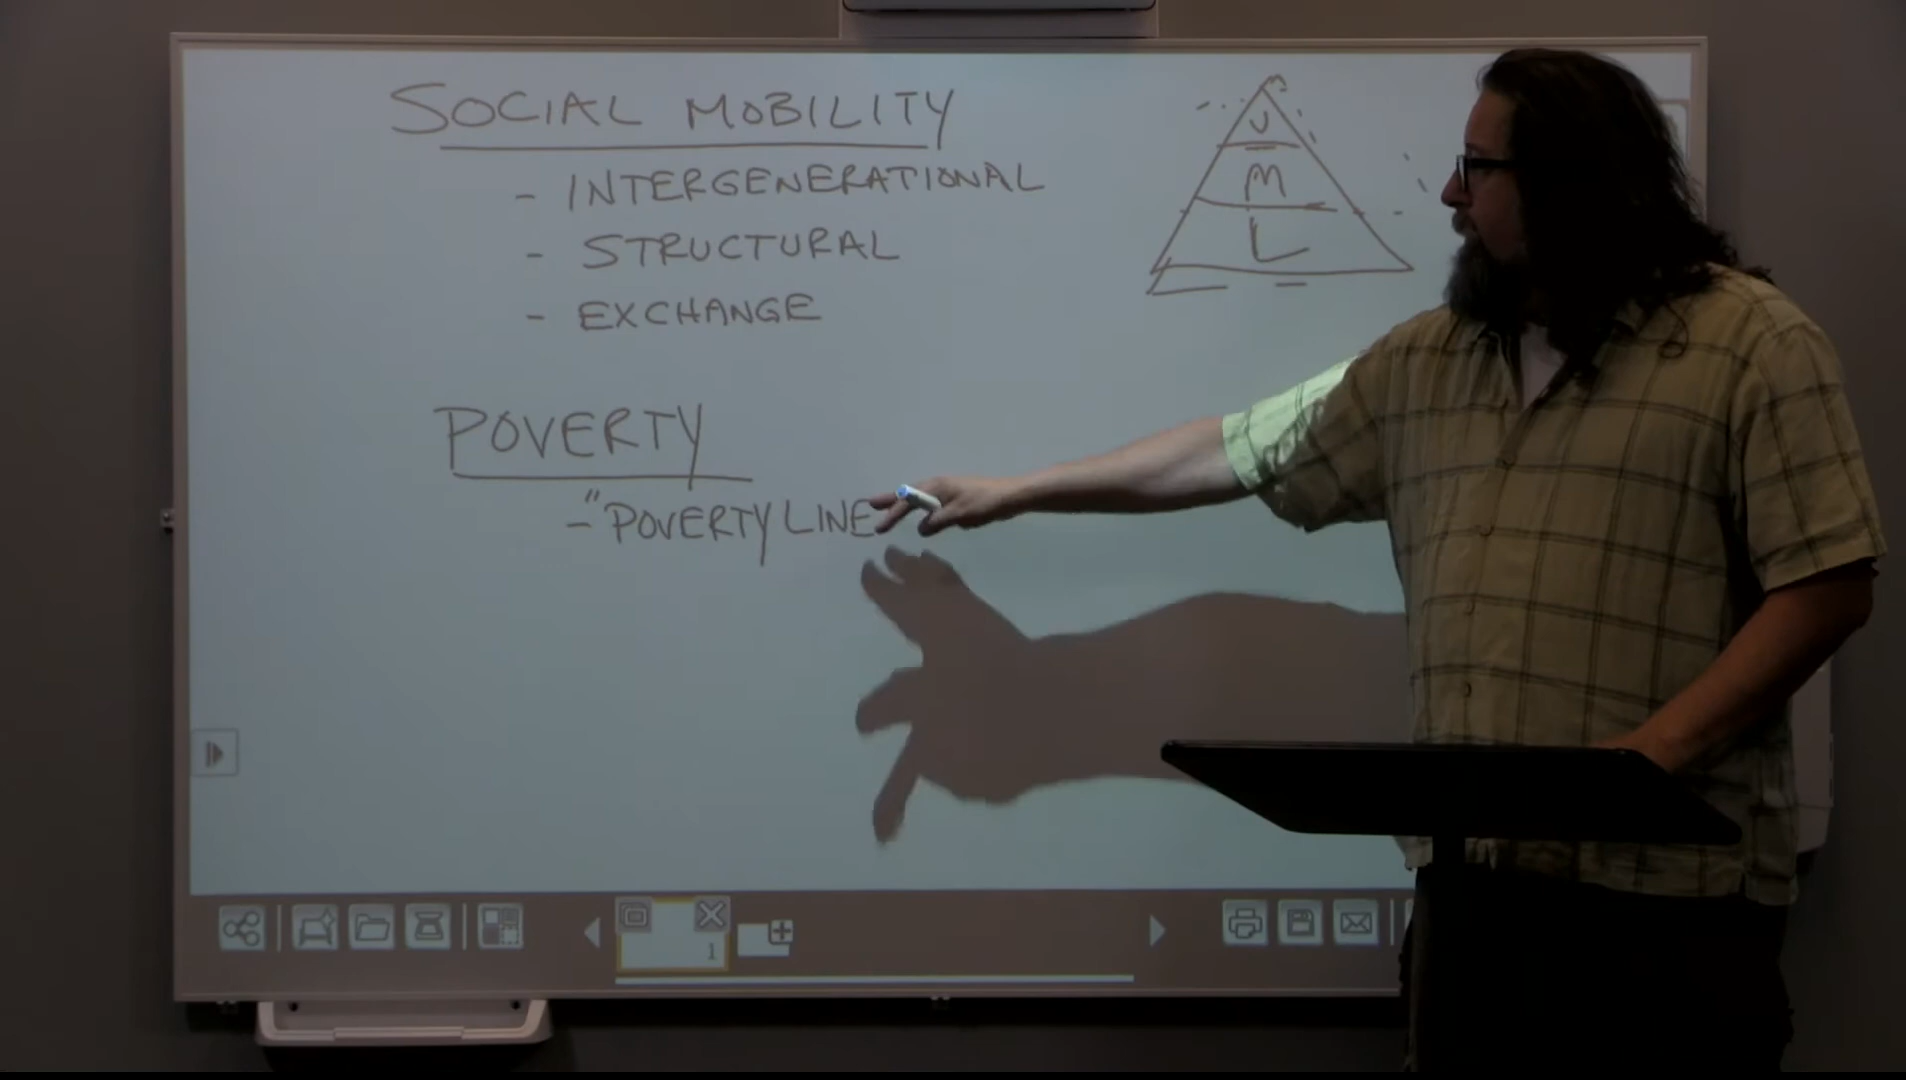 SOCIAL MOBILITY
- INTERGENERATIONAL
- STRUCTURAL
- EXCHANGE
U
M
L
POVERTY
- "POVERTY LINE
1